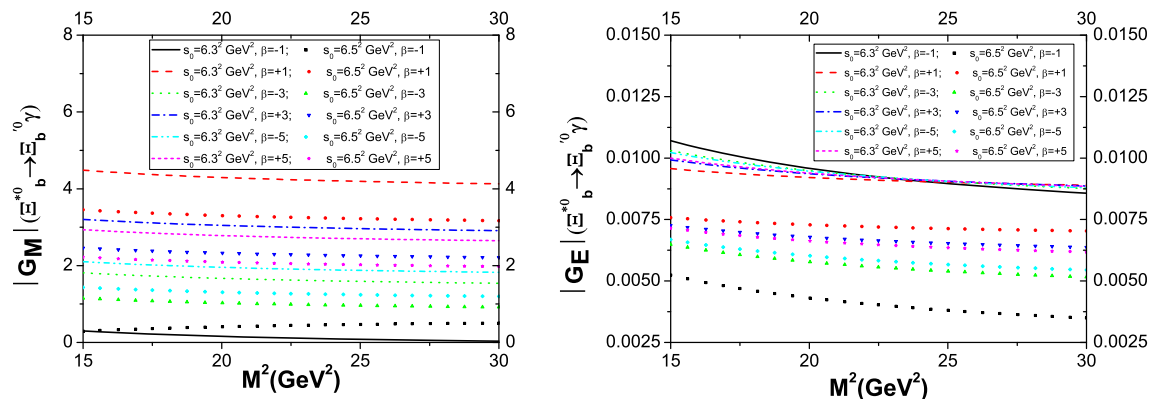 8
6
4
2
0
15
20
25
30
15
20
25
30
8
6
4
2
0
s₀=6.3² GeV², β=-1; s₀=6.5² GeV², β=-1
s₀=6.3² GeV², β=+1; s₀=6.5² GeV², β=+1
s₀=6.3² GeV², β=-3; s₀=6.5² GeV², β=-3
s₀=6.3² GeV², β=+3; s₀=6.5² GeV², β=+3
s₀=6.3² GeV², β=-5 s₀=6.5² GeV², β=-5
s₀=6.3² GeV², β=+5; s₀=6.5² GeV², β=+5
|GM|(Ξ*⁰_b→Ξ_b'⁰γ)
M²(GeV²)
0.0150
0.0125
0.0100
0.0075
0.0050
0.0025
15
20
25
30
15
20
25
30
0.0150
0.0125
0.0100
0.0075
0.0050
0.0025
s₀=6.3² GeV², β=-1; s₀=6.5² GeV², β=-1
s₀=6.3² GeV², β=+1; s₀=6.5² GeV², β=+1
s₀=6.3² GeV², β=-3; s₀=6.5² GeV², β=-3
s₀=6.3² GeV², β=+3; s₀=6.5² GeV², β=+3
s₀=6.3² GeV², β=-5; s₀=6.5² GeV², β=-5
s₀=6.3² GeV², β=+5; s₀=6.5² GeV², β=+5
|GE|(Ξ*⁰_b→Ξ_b'⁰γ)
M²(GeV²)